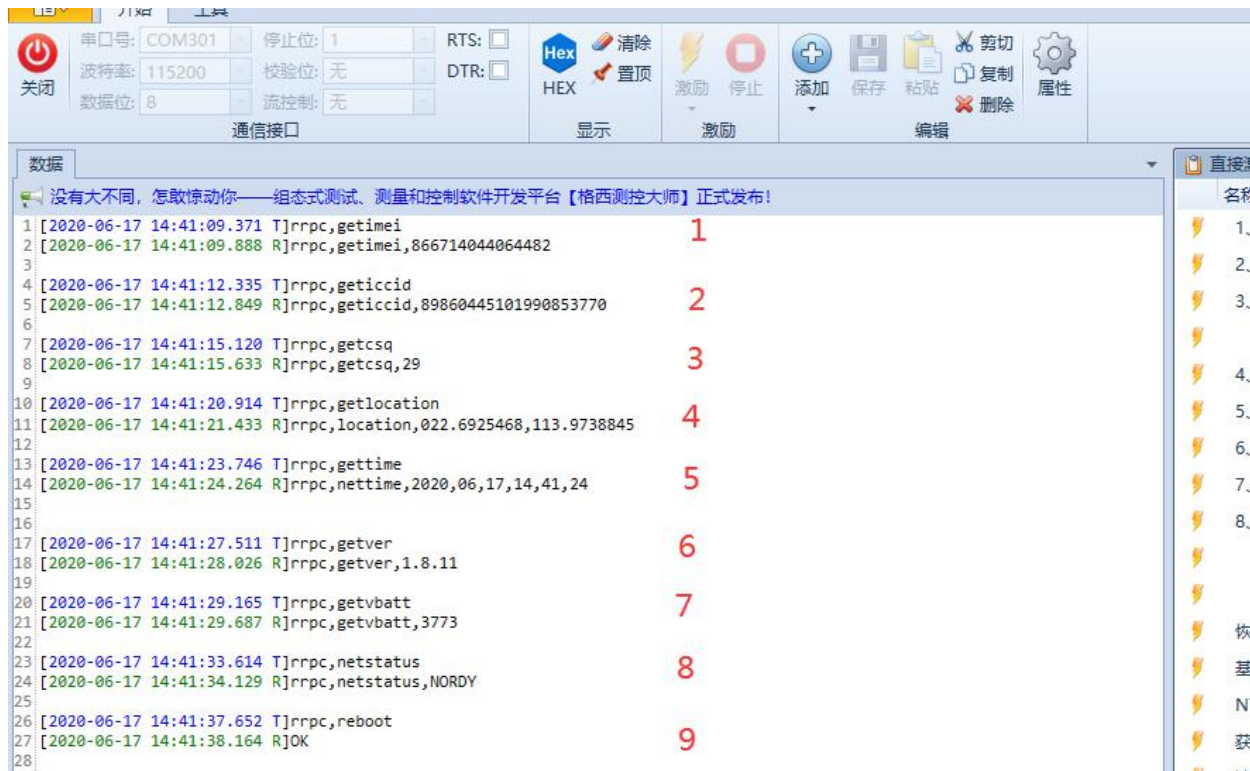 开始 工具
关闭
串口号: COM301 停止位: 1 RTS:
波特率: 115200 校验位: 无 DTR:
数据位: 8 流控制: 无
通信接口
Hex
HEX
清除
置顶
显示
激励 停止
激励
添加 保存 粘贴
剪切
复制
删除
编辑
属性
数据
直接
没有大不同，怎敢惊动你——组态式测试、测量和控制软件开发平台【格西测控大师】正式发布！
1 [2020-06-17 14:41:09.371 T]rrpc,getimei 1
2 [2020-06-17 14:41:09.888 R]rrpc,getimei,866714044064482
3
4 [2020-06-17 14:41:12.335 T]rrpc,geticcid
5 [2020-06-17 14:41:12.849 R]rrpc,geticcid,89860445101990853770 2
6
7 [2020-06-17 14:41:15.120 T]rrpc,getcsq
8 [2020-06-17 14:41:15.633 R]rrpc,getcsq,29 3
9
10 [2020-06-17 14:41:20.914 T]rrpc,getlocation
11 [2020-06-17 14:41:21.433 R]rrpc,location,022.6925468,113.9738845 4
12
13 [2020-06-17 14:41:23.746 T]rrpc,gettime
14 [2020-06-17 14:41:24.264 R]rrpc,nettime,2020,06,17,14,41,24 5
15
16
17 [2020-06-17 14:41:27.511 T]rrpc,getver 6
18 [2020-06-17 14:41:28.026 R]rrpc,getver,1.8.11
19
20 [2020-06-17 14:41:29.165 T]rrpc,getvbatt 7
21 [2020-06-17 14:41:29.687 R]rrpc,getvbatt,3773
22
23 [2020-06-17 14:41:33.614 T]rrpc,netstatus 8
24 [2020-06-17 14:41:34.129 R]rrpc,netstatus,NORDY
25
26 [2020-06-17 14:41:37.652 T]rrpc,reboot
27 [2020-06-17 14:41:38.164 R]OK 9
28
名称
1、
2、
3、
4、
5、
6、
7、
8、
恢
基
获